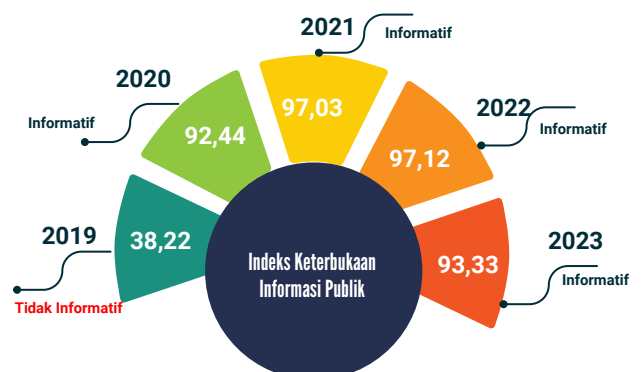 2019
38,22
Tidak Informatif
2020
92,44
Informatif
2021
97,03
Informatif
2022
97,12
Informatif
2023
93,33
Informatif
Indeks Keterbukaan
Informasi Publik